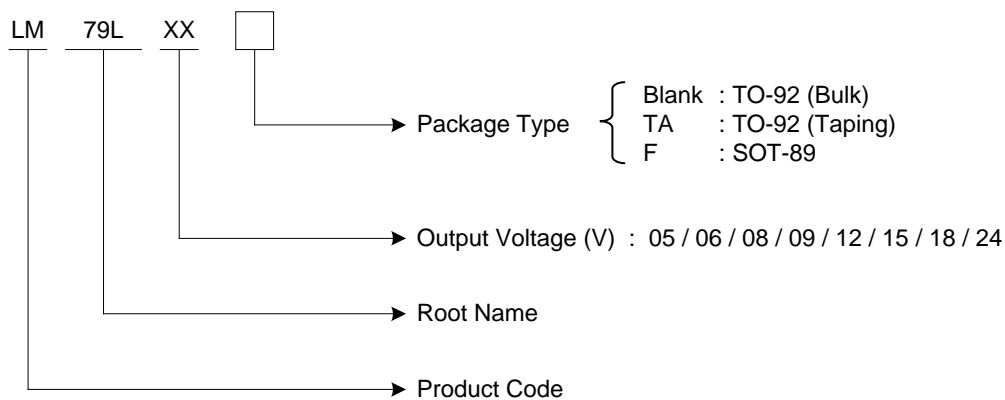 LM 79L XX
Blank : TO-92 (Bulk)
Package Type TA : TO-92 (Taping)
F : SOT-89
Output Voltage (V) : 05 / 06 / 08 / 09 / 12 / 15 / 18 / 24
Root Name
Product Code